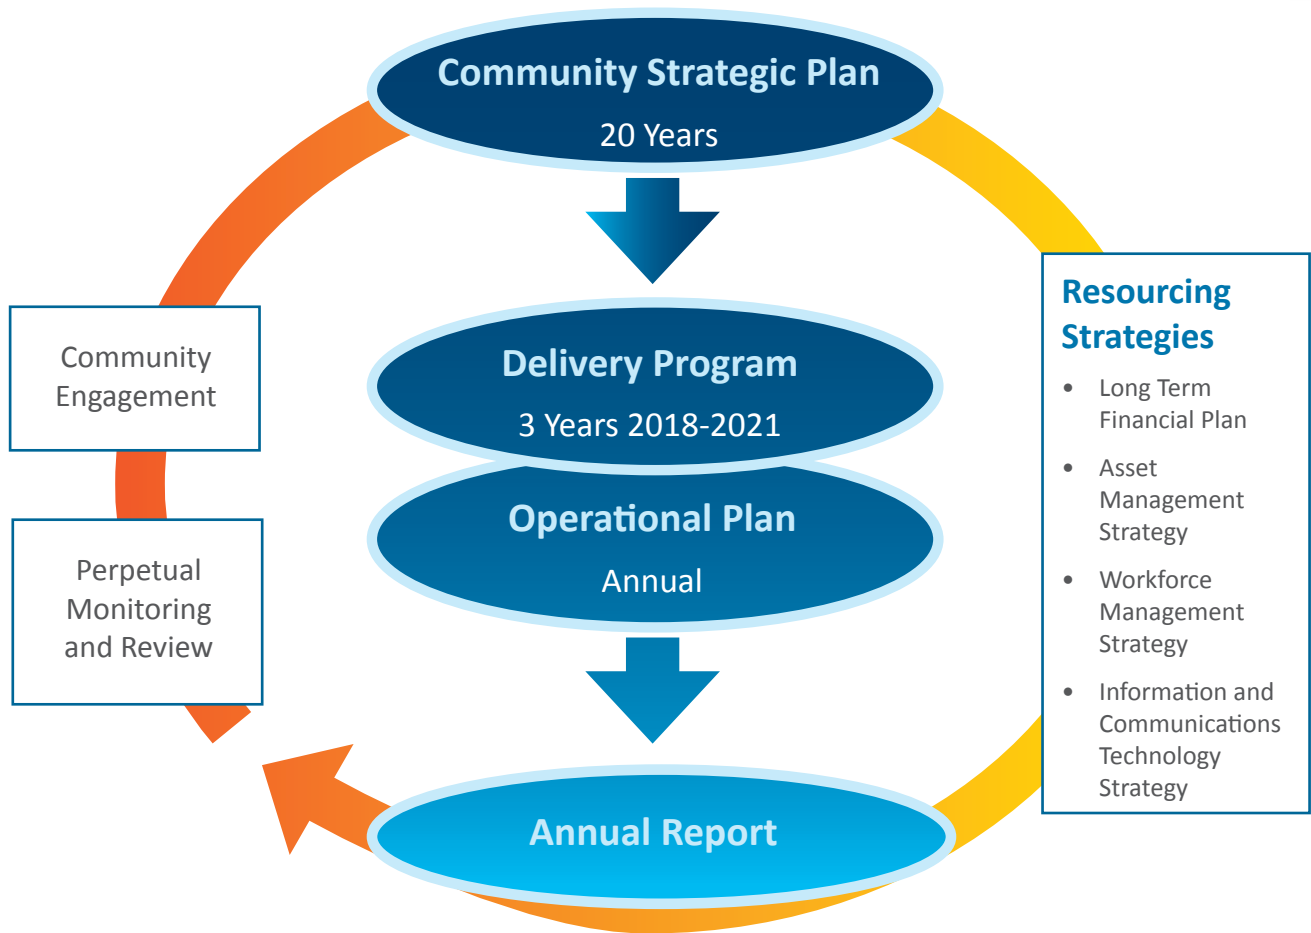 Community Strategic Plan
20 Years
Delivery Program
3 Years 2018-2021
Operational Plan
Annual
Annual Report
Community
Engagement
Perpetual
Monitoring
and Review
Resourcing
Strategies
• Long Term
Financial Plan
• Asset
Management
Strategy
• Workforce
Management
Strategy
• Information and
Communications
Technology
Strategy